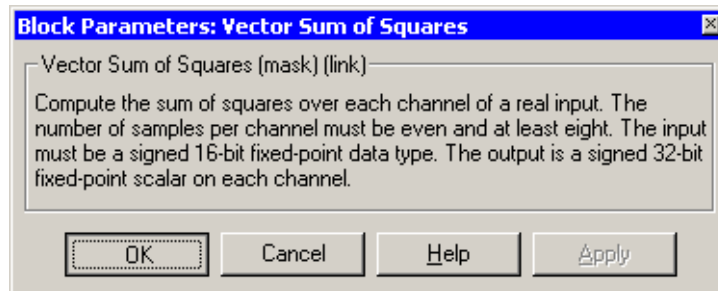 Block Parameters: Vector Sum of Squares
Vector Sum of Squares (mask) (link)
Compute the sum of squares over each channel of a real input. The
number of samples per channel must be even and at least eight. The input
must be a signed 16-bit fixed-point data type. The output is a signed 32-bit
fixed-point scalar on each channel.
OK Cancel Help Apply